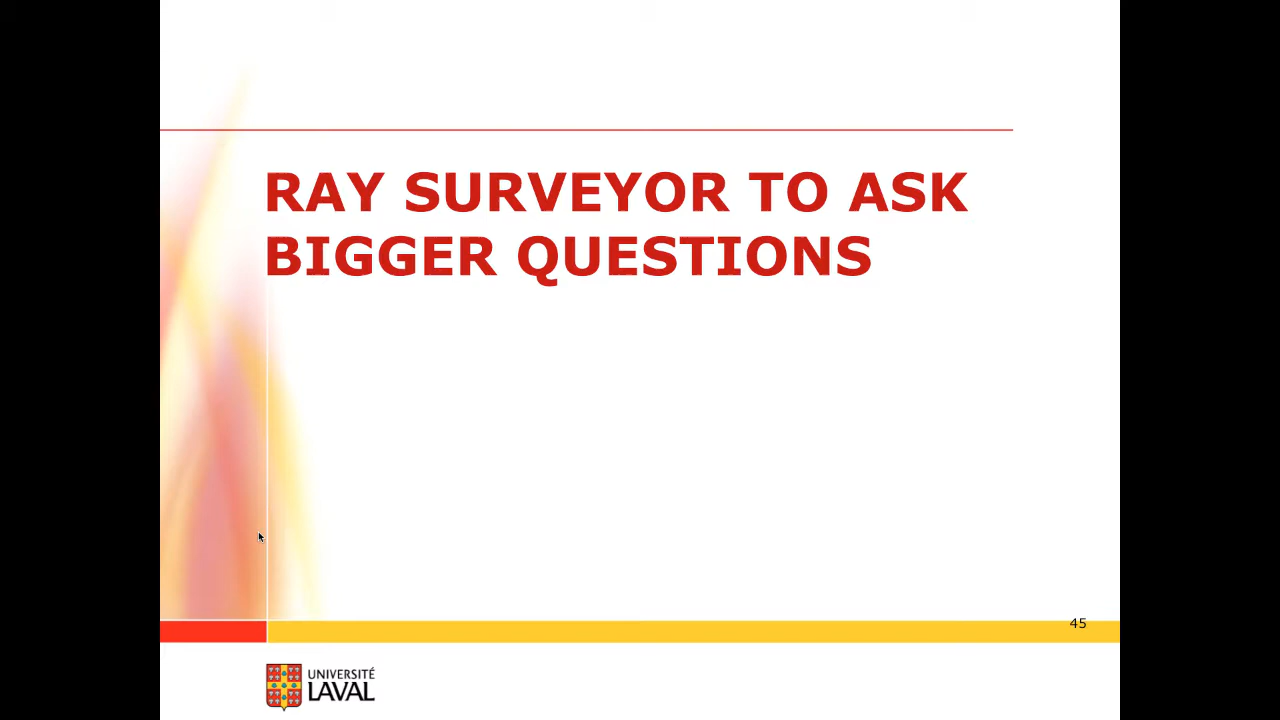 RAY SURVEYOR TO ASK
BIGGER QUESTIONS
45
UNIVERSITÉ
LAVAL